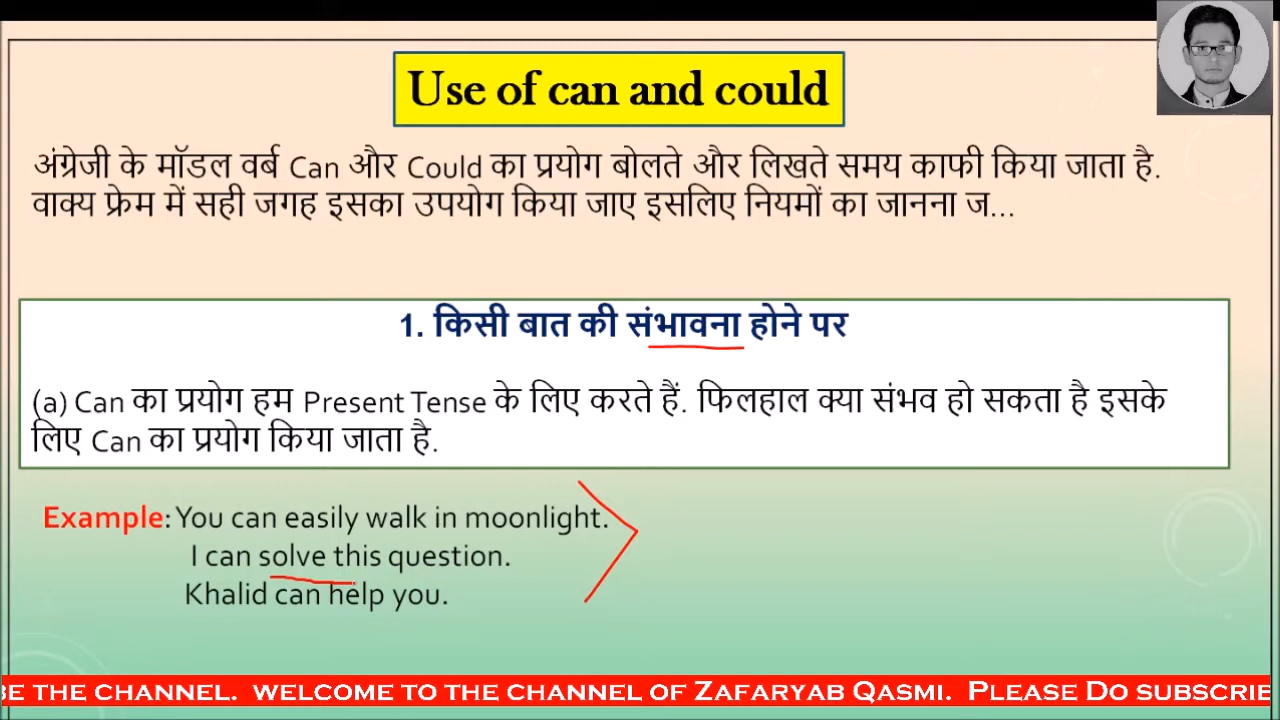 Use of can and could
अंग्रेजी के मॉडल वर्ब Can और Could का प्रयोग बोलते और लिखते समय काफी किया जाता है.
वाक्य फ्रेम में सही जगह इसका उपयोग किया जाए इसलिए नियमों का जानना ज...
1. किसी बात की संभावना होने पर
(a) Can का प्रयोग हम Present Tense के लिए करते हैं. फिलहाल क्या संभव हो सकता है इसके
लिए Can का प्रयोग किया जाता है.
Example: You can easily walk in moonlight.
I can solve this question.
Khalid can help you.
BE THE CHANNEL. WELCOME TO THE CHANNEL OF ZAFARYAB QASMI. PLEASE DO SUBSCRIE